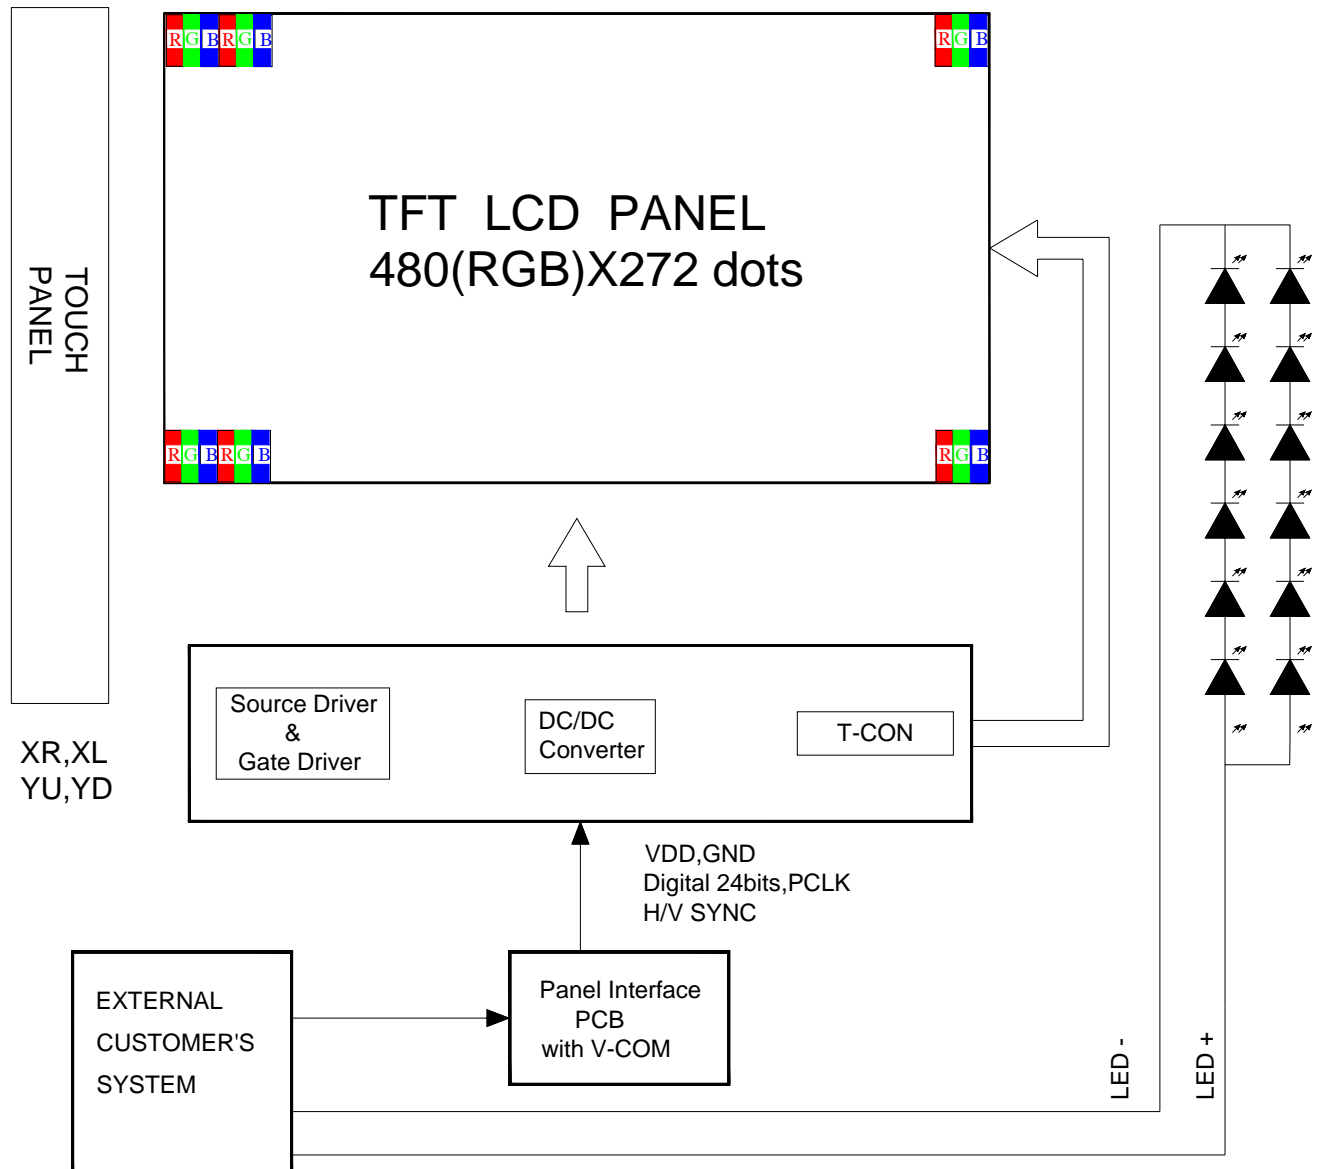 RGBRGB
RGB
TFT LCD PANEL
480(RGB)X272 dots
TOUCH
PANEL
RGBRGB
RGB
XR,XL
YU,YD
Source Driver
&
Gate Driver
DC/DC
Converter
T-CON
VDD,GND
Digital 24bits,PCLK
H/V SYNC
EXTERNAL
CUSTOMER'S
SYSTEM
Panel Interface
PCB
with V-COM
LED -
LED +